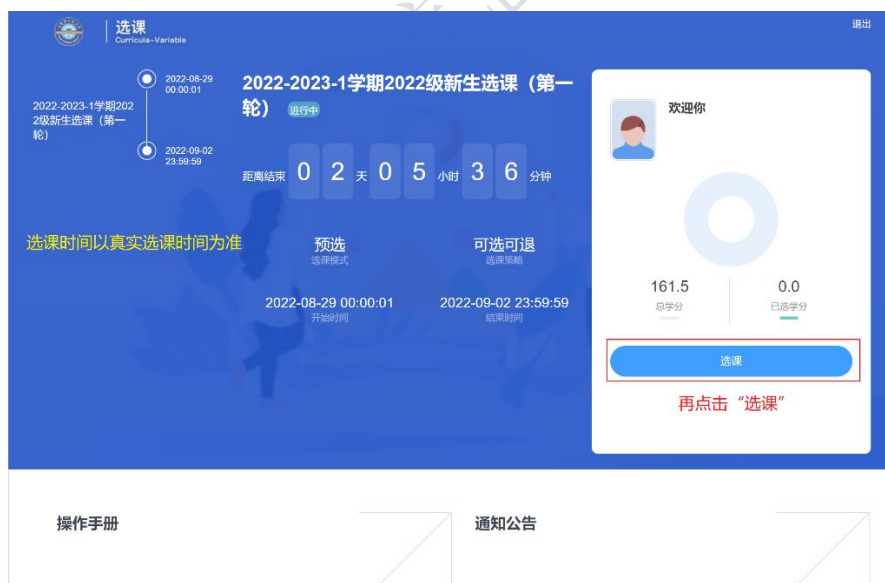 选课
Curricula-Variable
退出
2022-08-29
00:00:01
2022-2023-1学期202
2级新生选课（第一
轮）
2022-09-02
23:59:59
2022-2023-1学期2022级新生选课（第一
轮） 进行中
距离结束 0 2 天 0 5 小时 3 6 分钟
选课时间以真实选课时间为准
预选 可选可退
选课模式 选课策略
2022-08-29 00:00:01 2022-09-02 23:59:59
开始时间 结束时间
欢迎你
161.5 0.0
总学分 已选学分
选课
再点击“选课”
操作手册 通知公告